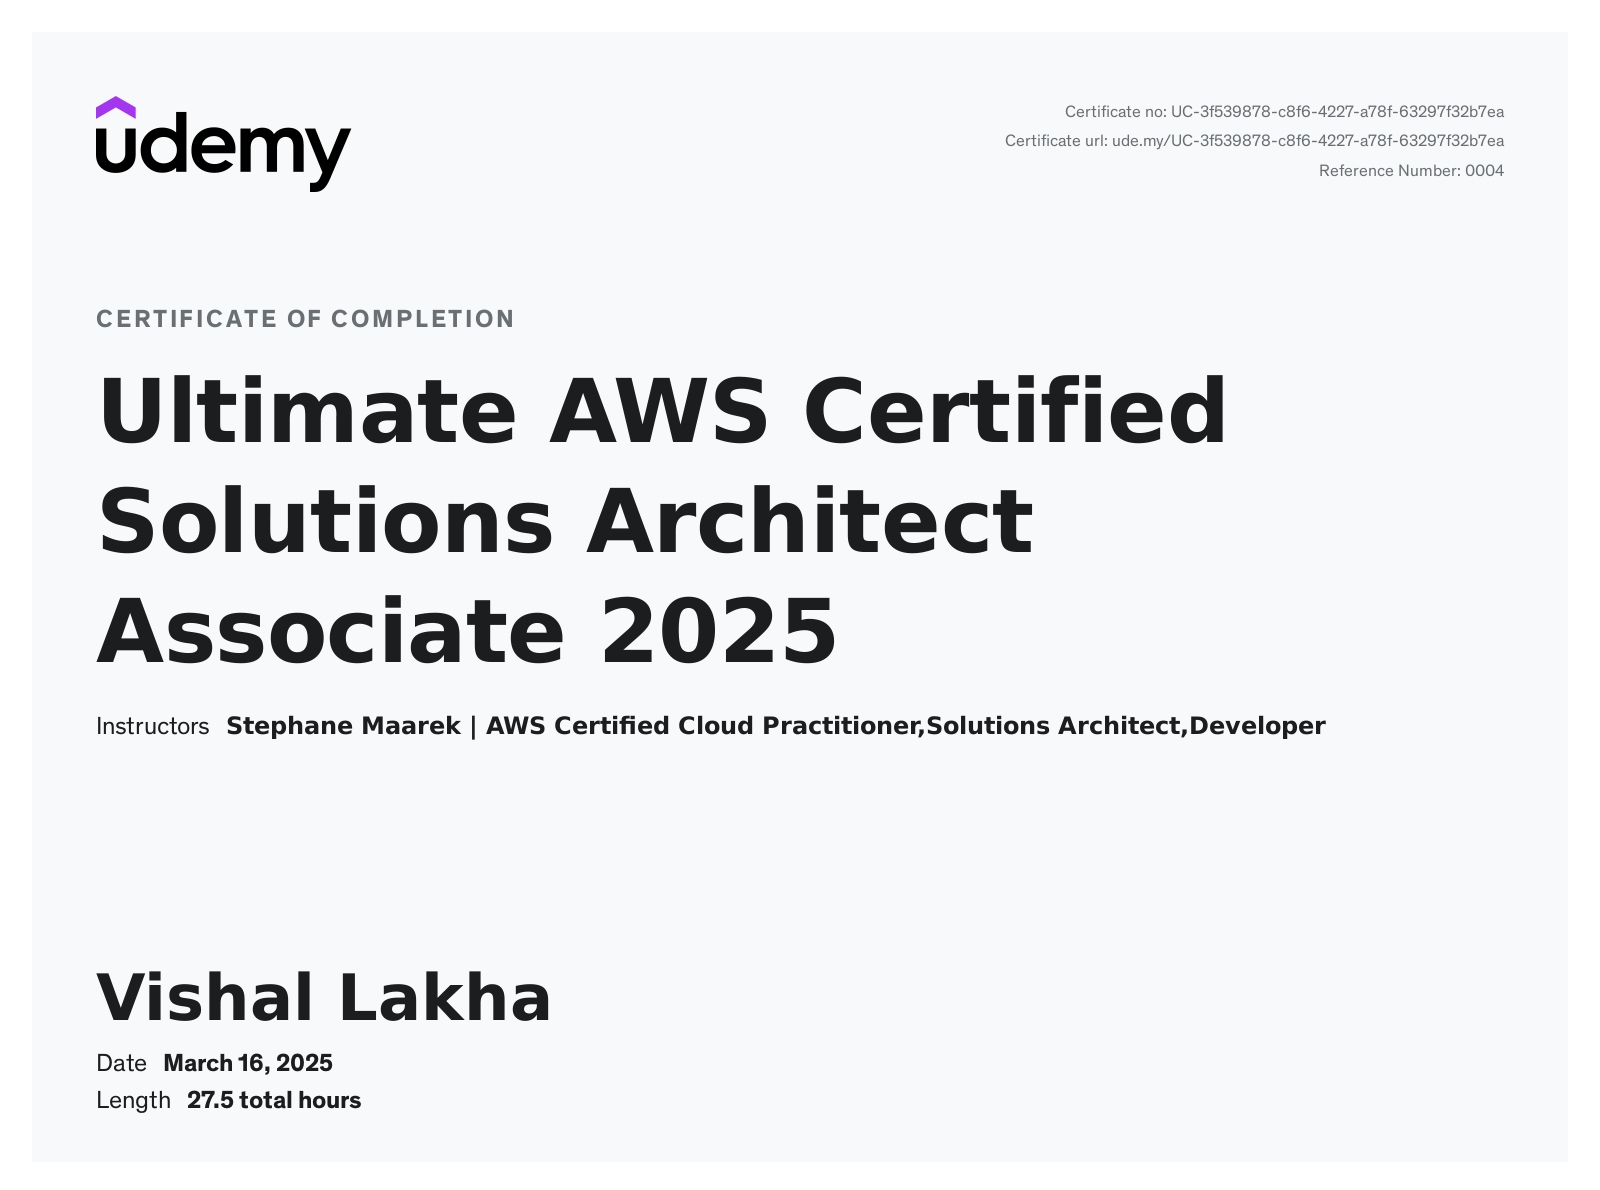 udemy
Certificate no: UC-3f539878-c8f6-4227-a78f-63297f32b7ea
Certificate url: ude.my/UC-3f539878-c8f6-4227-a78f-63297f32b7ea
Reference Number: 0004
CERTIFICATE OF COMPLETION
Ultimate AWS Certified
Solutions Architect
Associate 2025
Instructors Stephane Maarek | AWS Certified Cloud Practitioner,Solutions Architect,Developer
Vishal Lakha
Date March 16, 2025
Length 27.5 total hours